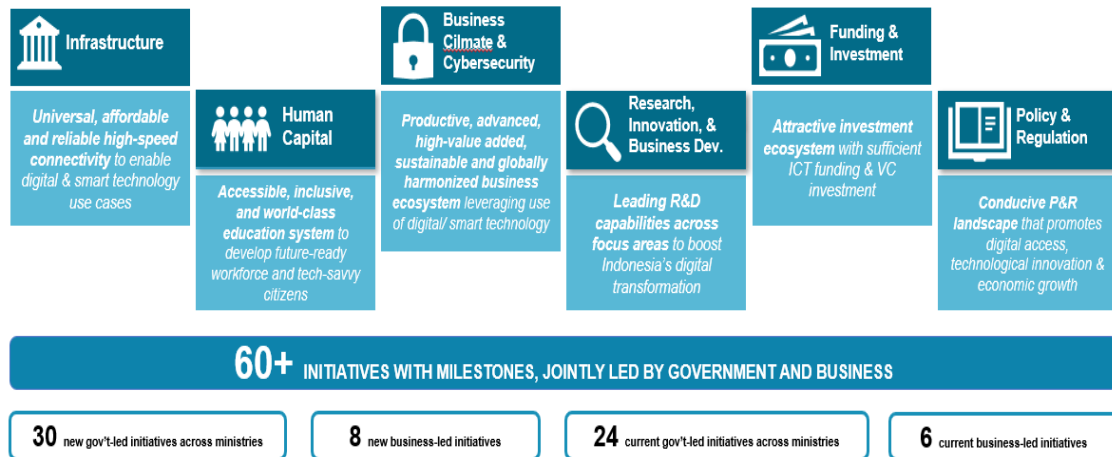 Infrastructure
Universal, affordable
and reliable high-speed
connectivity to enable
digital & smart technology
use cases
Human
Capital
Accessible, inclusive,
and world-class
education system to
develop future-ready
workforce and tech-savvy
citizens
Business
Cilmate &
Cybersecurity
Productive, advanced,
high-value added,
sustainable and globally
harmonized business
ecosystem leveraging use
of digital/ smart technology
Research,
Innovation, &
Business Dev.
Leading R&D
capabilities across
focus areas to boost
Indonesia's digital
transformation
Funding &
Investment
Attractive investment
ecosystem with sufficient
ICT funding & VC
investment
Policy &
Regulation
Conducive P&R
landscape that promotes
digital access,
technological innovation &
economic growth
60+ INITIATIVES WITH MILESTONES, JOINTLY LED BY GOVERNMENT AND BUSINESS
30 new gov't-led initiatives across ministries
8 new business-led initiatives
24 current gov't-led initiatives across ministries
6 current business-led initiatives